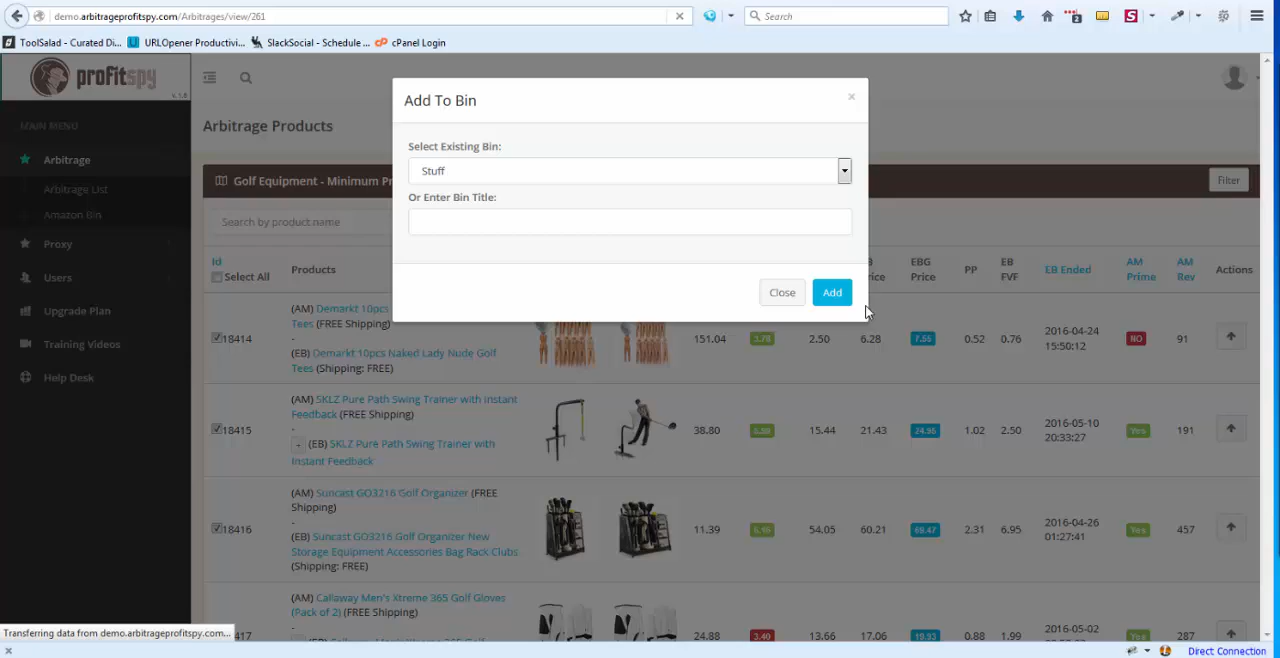 demo.arbitrageprofitspy.com/Arbitrages/view/261
Search
ToolSalad - Curated Di...
URLOpener Productivi...
SlackSocial - Schedule ...
cPanel Login
profitspy
Add To Bin
×
MAIN MENU
Arbitrage Products
Select Existing Bin:
Arbitrage
Stuff
Golf Equipment - Minimum Pr
Filter
Arbitrage List
Or Enter Bin Title:
Amazon Bin
Search by product name
Proxy
Id
Select All
Products
EBG Price
PP
EB FVF
EB Ended
AM Prime
AM Rev
Actions
Users
Close
Add
Upgrade Plan
Training Videos
Help Desk
18414
(AM) Demarkt 10pcs
Tees (FREE Shipping)
-
(EB) Demarkt 10pcs Naked Lady Nude Golf
Tees (Shipping: FREE)
151.04
3.78
2.50
6.28
7.55
0.52
0.76
2016-04-24
15:50:12
NO
91
18415
(AM) SKLZ Pure Path Swing Trainer with Instant
Feedback (FREE Shipping)
-
- (EB) SKLZ Pure Path Swing Trainer with
Instant Feedback
38.80
5.99
15.44
21.43
24.95
1.02
2.50
2016-05-10
20:33:27
Yes
191
18416
(AM) Suncast GO3216 Golf Organizer (FREE
Shipping)
-
(EB) Suncast GO3216 Golf Organizer New
Storage Equipment Accessories Bag Rack Clubs
(Shipping: FREE)
11.39
54.05
60.21
69.47
2.31
6.95
2016-04-26
01:27:41
Yes
457
(AM) Callaway Men's Xtreme 365 Golf Gloves
(Pack of 2) (FREE Shipping)
24.88
3.40
13.66
17.06
19.93
0.88
1.99
2016-05-02
Yes
287
Transferring data from demo.arbitrageprofitspy.com...
Direct Connection